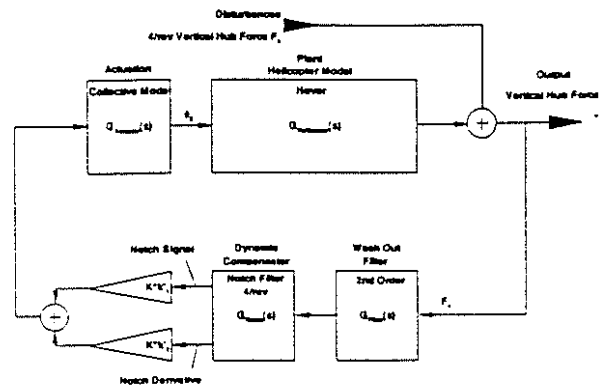 Disturbances
4/rev Vertical Hub Force F
Actuation
Collective Model
G (s)
Plant
Helicopter Model
Hover
G (s)
Output
Vertical Hub Force
Notch Signal
Dynamic
Compensator
Notch Filter
4/rev
G (s)
Wash Out
Filter
2nd Order
G (s)
F
Notch Derivative